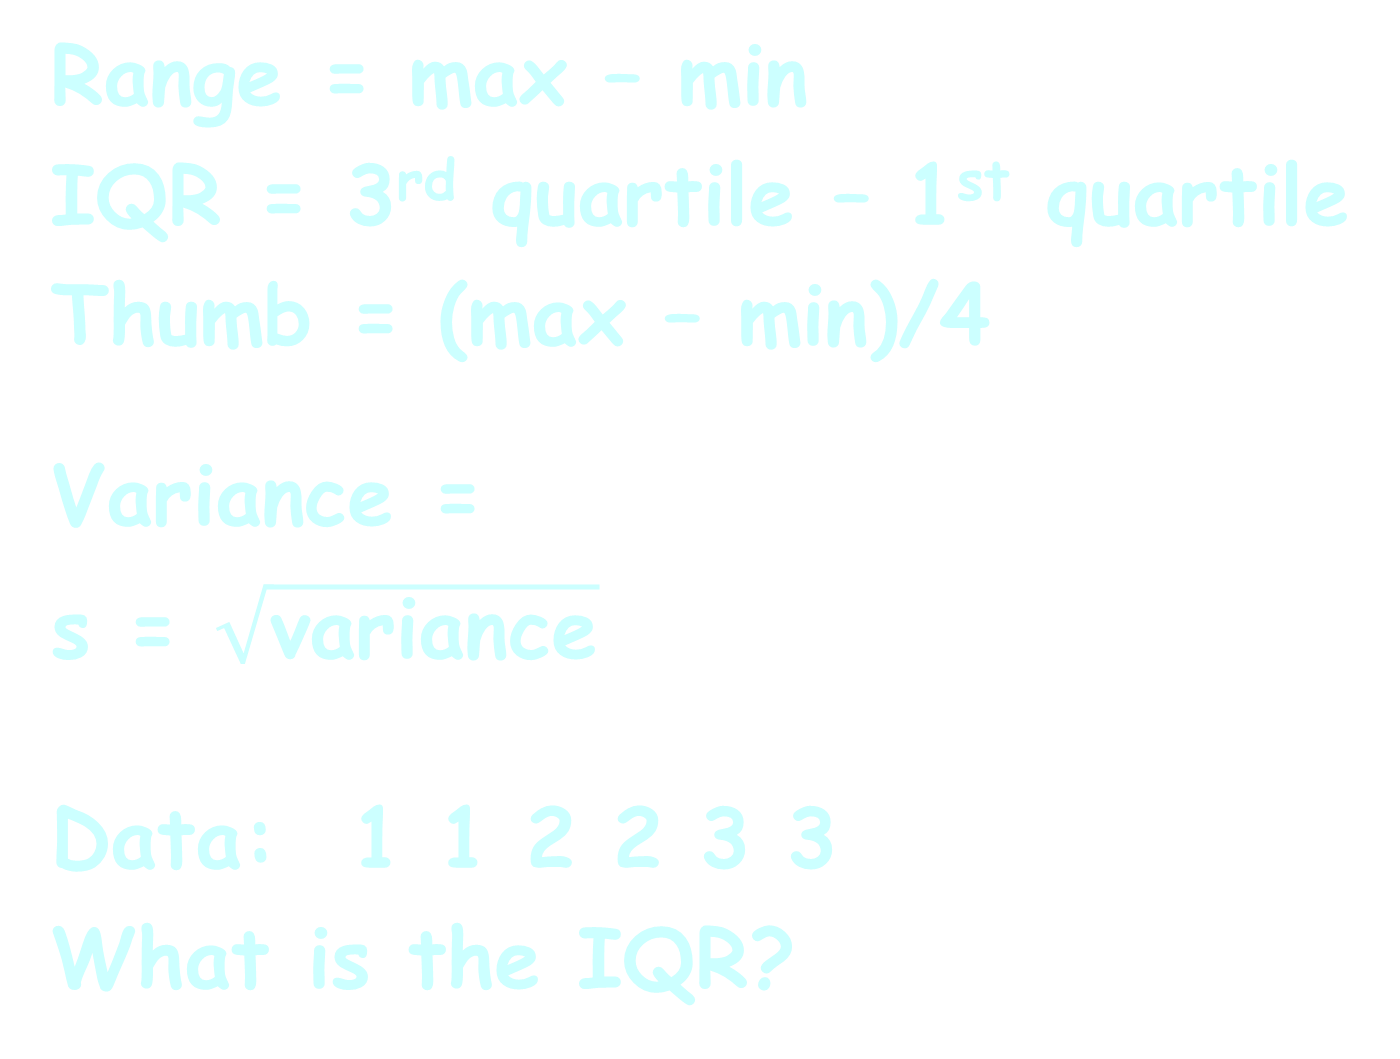 Range = max – min
IQR = 3rd quartile – 1st quartile
Thumb = (max – min)/4
Variance =
s = √variance
Data: 1 1 2 2 3 3
What is the IQR?